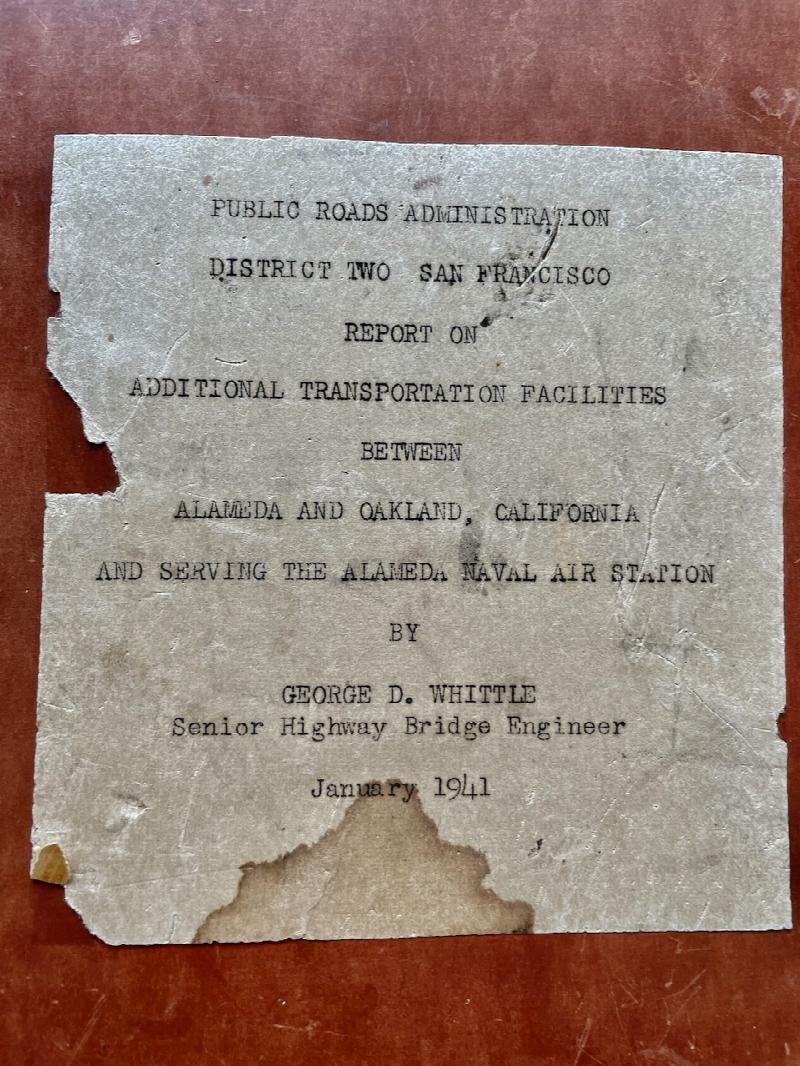 PUBLIC ROADS ADMINISTRATION
DISTRICT TWO SAN FRANCISCO
REPORT ON
ADDITIONAL TRANSPORTATION FACILITIES
BETWEEN
ALAMEDA AND OAKLAND, CALIFORNIA
AND SERVING THE ALAMEDA NAVAL AIR STATION
BY
GEORGE D. WHITTLE
Senior Highway Bridge Engineer
January 1941